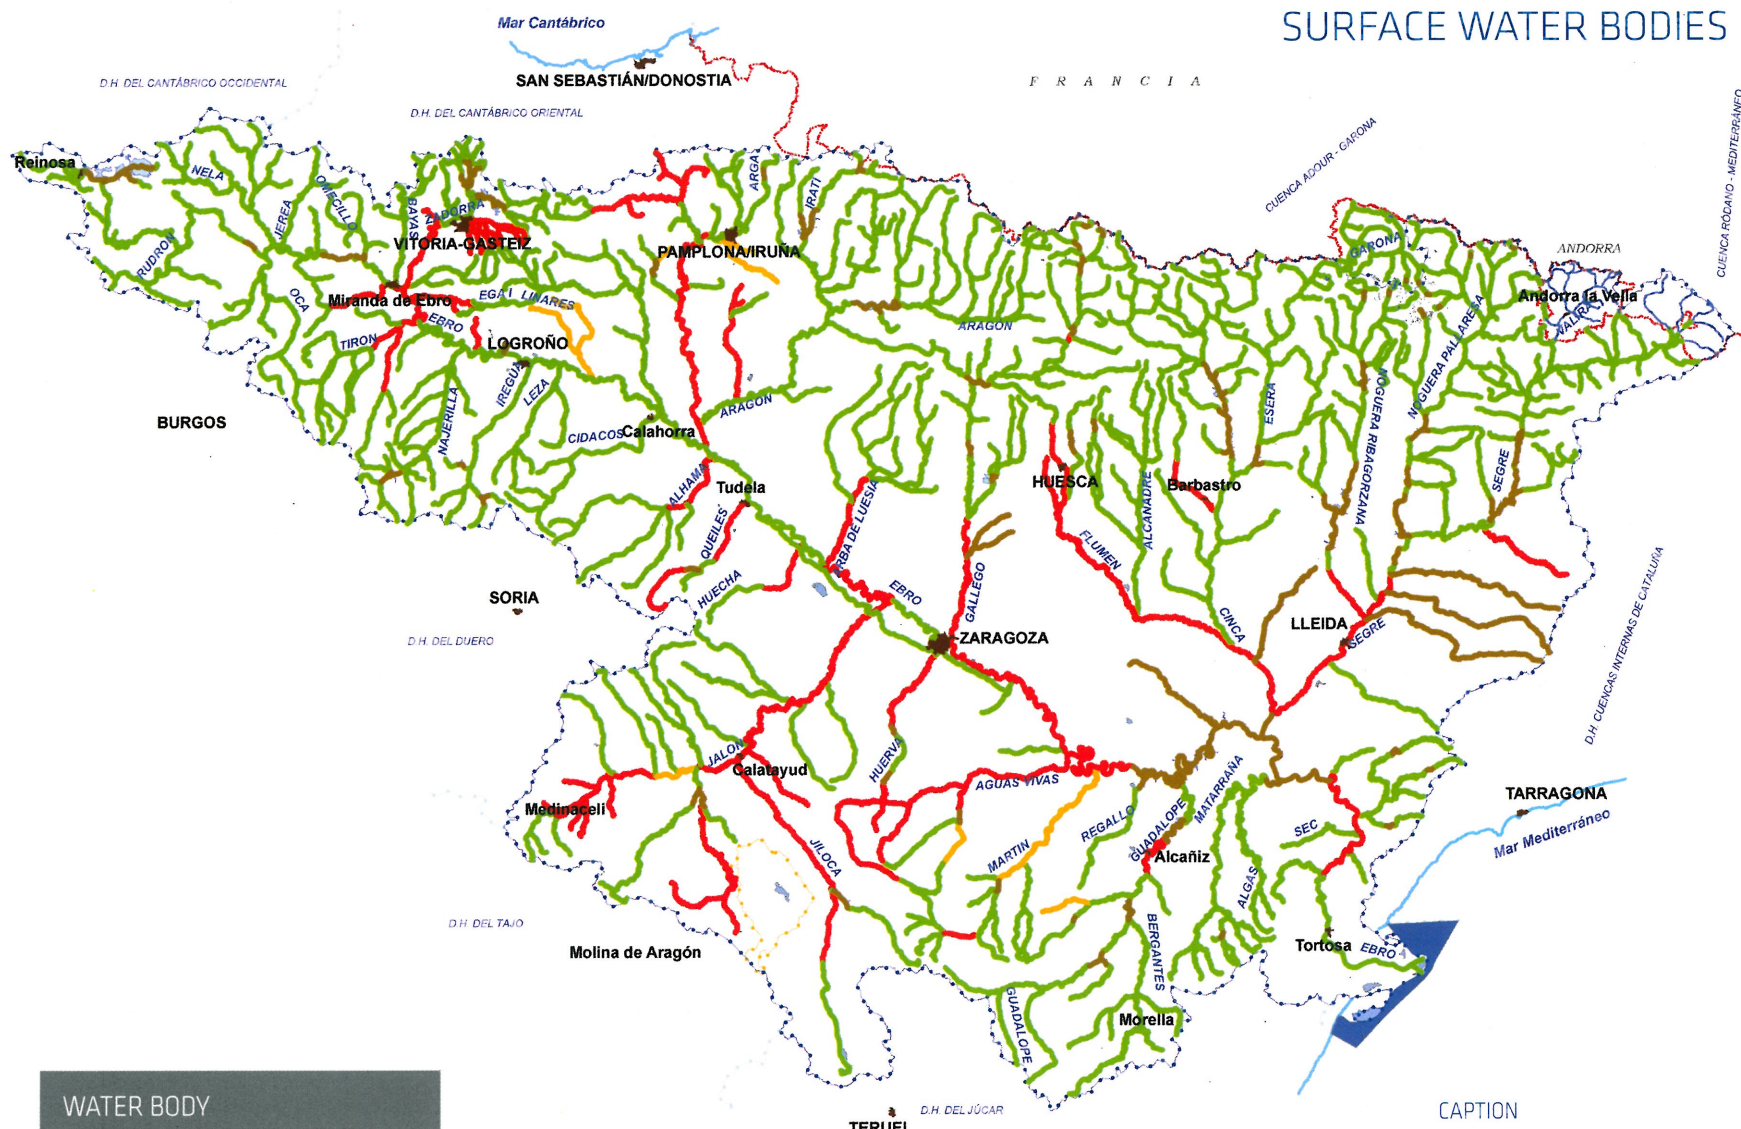 SURFACE WATER BODIES
Mar Cantábrico
SAN SEBASTIÁN/DONOSTIA
F R A N C I A
D.H. DEL CANTÁBRICO OCCIDENTAL
D.H. DEL CANTÁBRICO ORIENTAL
CUENCA ADOUR - GARONA
CUENCA RÓDANO - MEDITERRÁNEO
Reinosa
NELA
OMECILLO
JEREA
BAYAS
ZADORRA
ARGA
IRATI
VITORIA-GASTEIZ
PAMPLONA/IRUÑA
GARONA
ANDORRA
RUDRÓN
OCA
Miranda de Ebro
EGA I
LINARES
Andorra la Vella
VALIRA
EBRO
TIRON
LOGROÑO
ARAGÓN
NOGUERA PALLARESA
IREGUA
LEZA
NAJERILLA
ARAGON
ESERA
NOGUERA RIBAGORZANA
BURGOS
CIDACOS
Calahorra
ALHAMA
Tudela
HUESCA
Barbastro
SEGRE
ALCANADRE
QUEILES
ARBA DE LUESIA
FLUMEN
HUECHA
EBRO
GALLEGO
SORIA
CINCA
LLEIDA
SEGRE
ZARAGOZA
D.H. DEL DUERO
D.H. CUENCAS INTERNAS DE CATALUÑA
JALON
Calatayud
HUERVA
AGUAS VIVAS
MATARRAÑA
Medinaceli
REGALLO
GUADALOPE
TARRAGONA
Mar Mediterráneo
SEC
JILOCA
MARTIN
Alcañiz
ALGAS
D.H. DEL TAJO
Molina de Aragón
BERGANTES
Tortosa
EBRO
GUADALOPE
Morella
WATER BODY
D.H. DEL JÚCAR
TERUEL
CAPTION